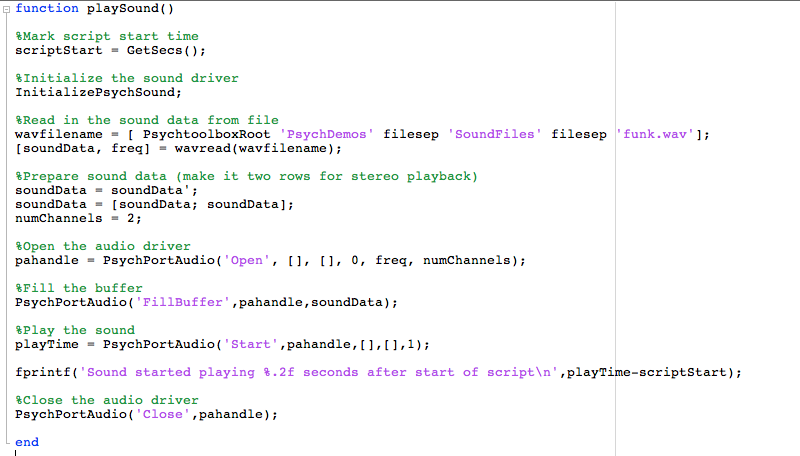 function playSound()
%Mark script start time
scriptStart = GetSecs();
%Initialize the sound driver
InitializePsychSound;
%Read in the sound data from file
wavfilename = [ PsychtoolboxRoot 'PsychDemos' filesep 'SoundFiles' filesep 'funk.wav'];
[soundData, freq] = wavread(wavfilename);
%Prepare sound data (make it two rows for stereo playback)
soundData = soundData';
soundData = [soundData; soundData];
numChannels = 2;
%Open the audio driver
pahandle = PsychPortAudio('Open', [], [], 0, freq, numChannels);
%Fill the buffer
PsychPortAudio('FillBuffer',pahandle,soundData);
%Play the sound
playTime = PsychPortAudio('Start',pahandle,[],[],1);
fprintf('Sound started playing %.2f seconds after start of script\n',playTime-scriptStart);
%Close the audio driver
PsychPortAudio('Close',pahandle);
end